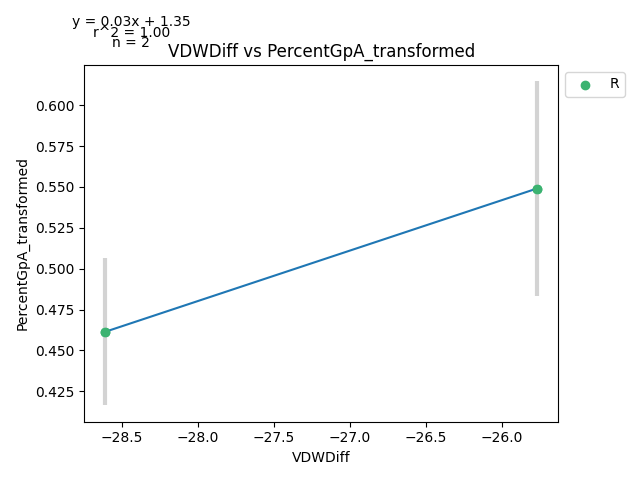 y = 0.03x + 1.35
r^2 = 1.00
n = 2
VDWDiff vs PercentGpA_transformed
R
PercentGpA_transformed
0.600
0.575
0.550
0.525
0.500
0.475
0.450
0.425
−28.5 −28.0 −27.5 −27.0 −26.5 −26.0
VDWDiff